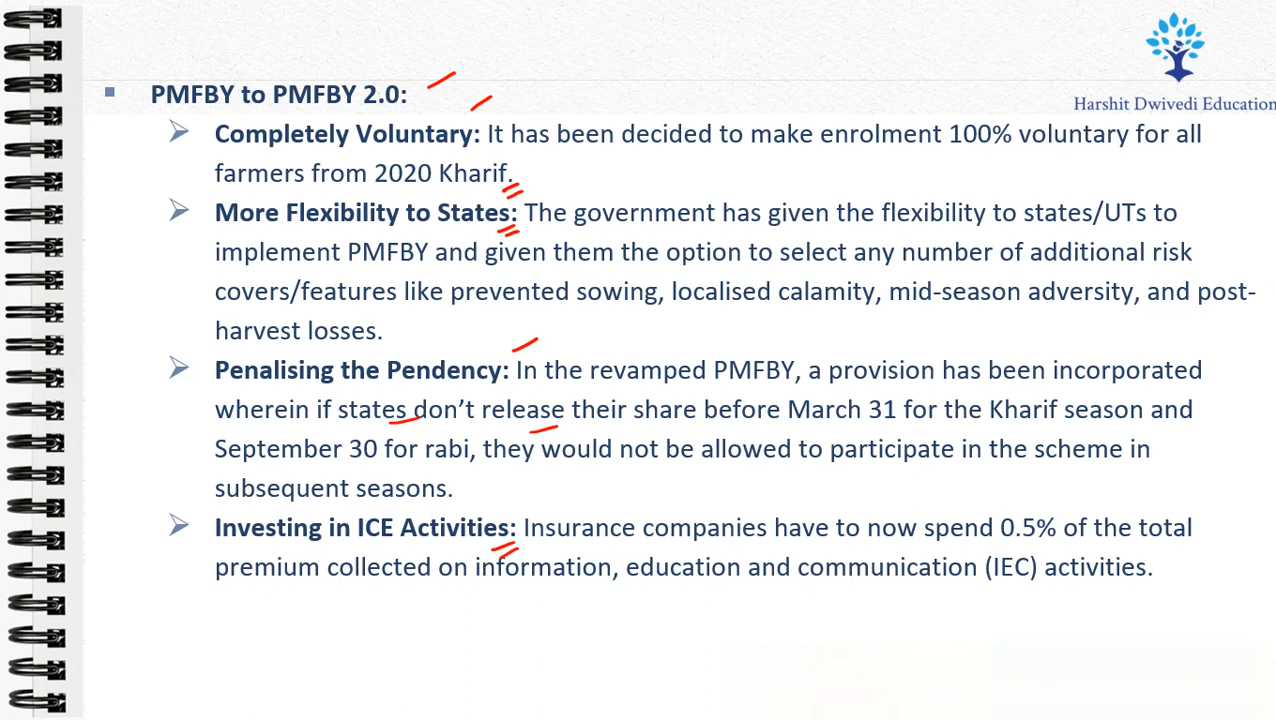 Harshit Dwivedi Education
PMFBY to PMFBY 2.0:
Completely Voluntary: It has been decided to make enrolment 100% voluntary for all
farmers from 2020 Kharif.
More Flexibility to States: The government has given the flexibility to states/UTs to
implement PMFBY and given them the option to select any number of additional risk
covers/features like prevented sowing, localised calamity, mid-season adversity, and post-
harvest losses.
Penalising the Pendency: In the revamped PMFBY, a provision has been incorporated
wherein if states don’t release their share before March 31 for the Kharif season and
September 30 for rabi, they would not be allowed to participate in the scheme in
subsequent seasons.
Investing in ICE Activities: Insurance companies have to now spend 0.5% of the total
premium collected on information, education and communication (IEC) activities.